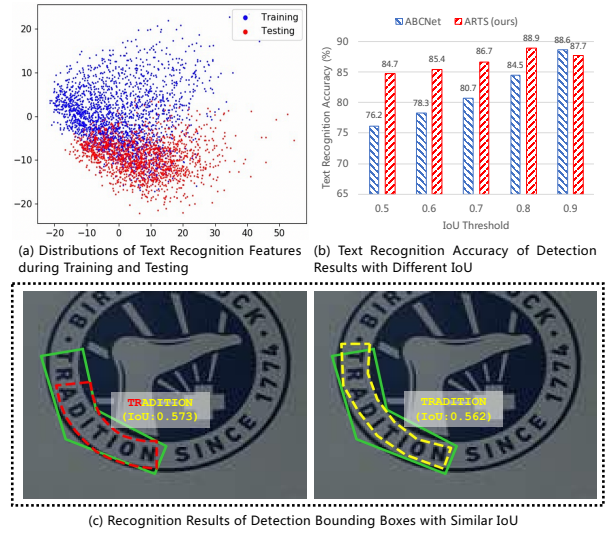 Training
Testing
20
10
0
−10
−20
−20 −10 0 10 20 30 40 50
(a) Distributions of Text Recognition Features
during Training and Testing
ABCNet ARTS (ours)
Text Recognition Accuracy (%)
90
85
80
75
70
65
76.2 84.7 78.3 85.4 80.7 86.7 84.5 88.9 88.6 87.7
0.5 0.6 0.7 0.8 0.9
IoU Threshold
(b) Text Recognition Accuracy of Detection
Results with Different IoU
TRADITION SINCE 1774
TRADITION
(IoU:0.573)
TRADITION SINCE 1774
TRADITION
(IoU:0.562)
(c) Recognition Results of Detection Bounding Boxes with Similar IoU